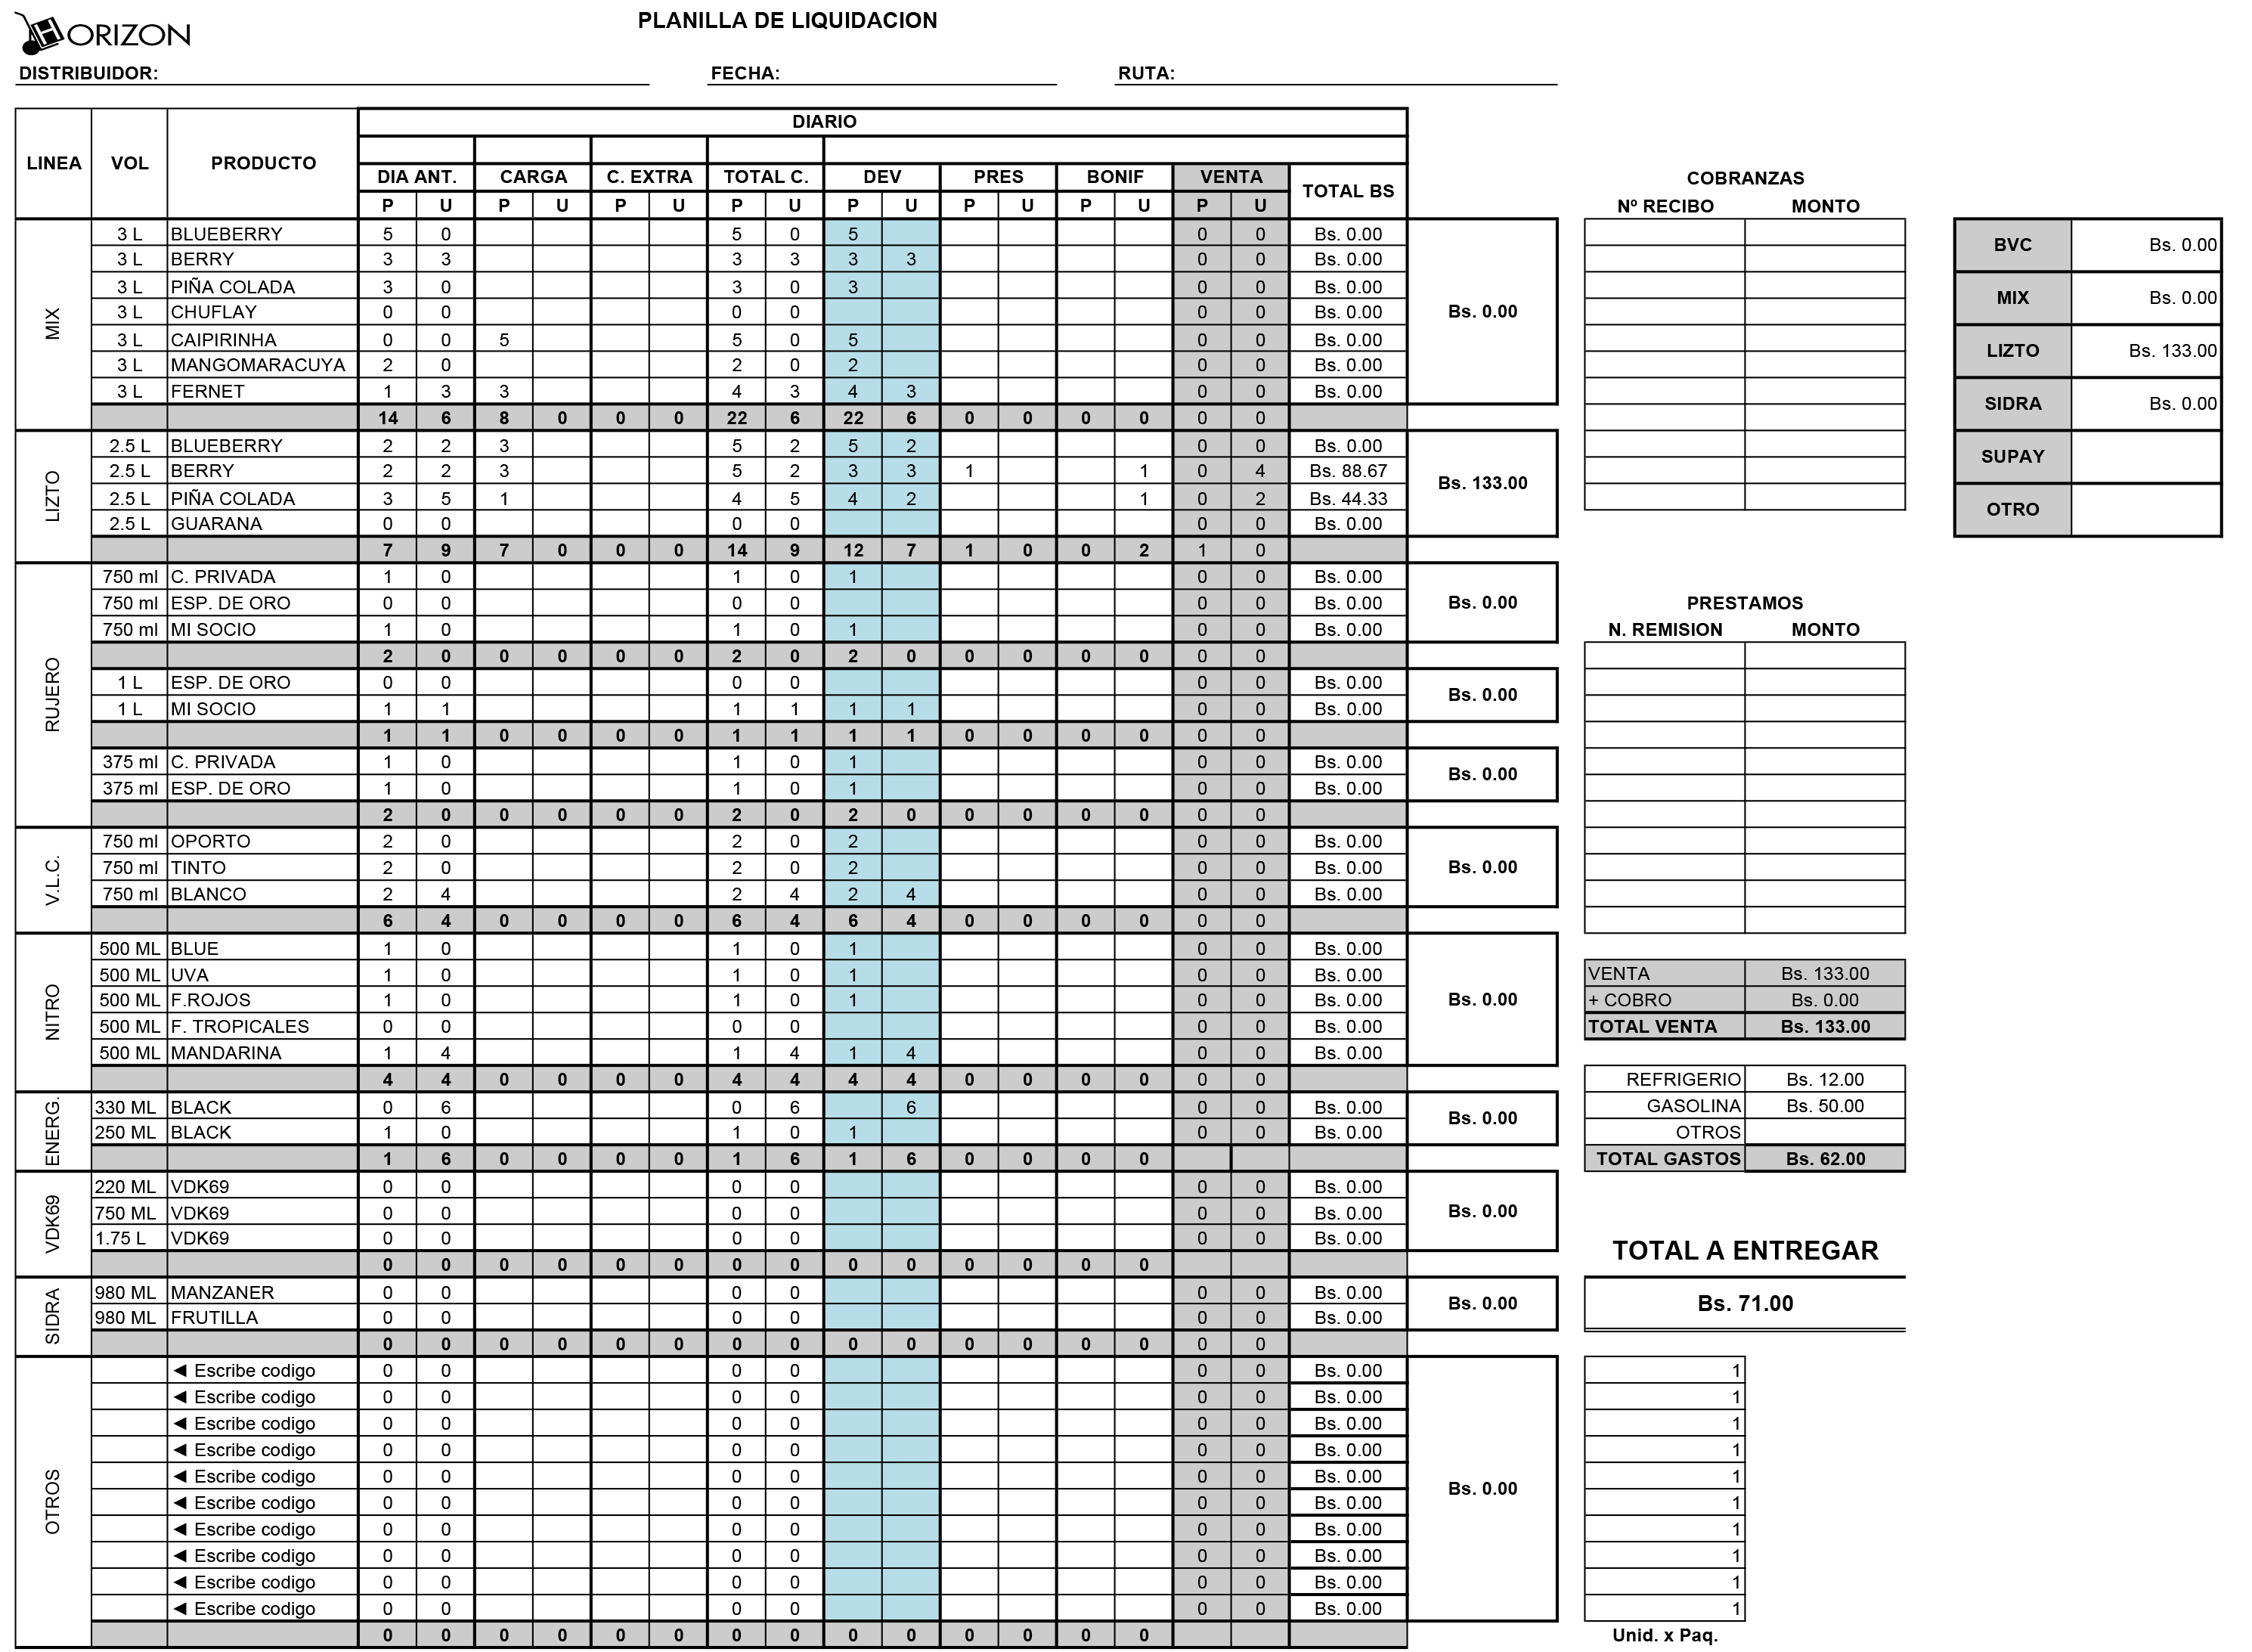 PLANILLA DE LIQUIDACION
HORIZON
DISTRIBUIDOR: FECHA: RUTA:
DIARIO
LINEA VOL PRODUCTO DIA ANT. CARGA C. EXTRA TOTAL C. DEV PRES BONIF VENTA TOTAL BS
P U P U P U P U P U P U P U P U
MIX
3 L BLUEBERRY 5 0 5 0 5 0 0 Bs. 0.00
3 L BERRY 3 3 3 3 3 3 0 0 Bs. 0.00
3 L PIÑA COLADA 3 0 3 0 3 0 0 Bs. 0.00
3 L CHUFLAY 0 0 0 0 0 0 Bs. 0.00 Bs. 0.00
3 L CAIPIRINHA 0 0 5 5 0 5 0 0 Bs. 0.00
3 L MANGOMARACUYA 2 0 2 0 2 0 0 Bs. 0.00
3 L FERNET 1 3 3 4 3 4 3 0 0 Bs. 0.00
14 6 8 0 0 0 22 6 22 6 0 0 0 0 0 0
LIZTO
2.5 L BLUEBERRY 2 2 3 5 2 5 2 0 0 Bs. 0.00
2.5 L BERRY 2 2 3 5 2 3 3 1 1 0 4 Bs. 88.67
Bs. 133.00
2.5 L PIÑA COLADA 3 5 1 4 5 4 2 1 0 2 Bs. 44.33
2.5 L GUARANA 0 0 0 0 0 0 Bs. 0.00
7 9 7 0 0 0 14 9 12 7 1 0 0 2 1 0
RUJERO
750 ml C. PRIVADA 1 0 1 0 1 0 0 Bs. 0.00
750 ml ESP. DE ORO 0 0 0 0 0 0 Bs. 0.00 Bs. 0.00
750 ml MI SOCIO 1 0 1 0 1 0 0 Bs. 0.00
2 0 0 0 0 0 2 0 2 0 0 0 0 0 0 0
1 L ESP. DE ORO 0 0 0 0 0 0 Bs. 0.00
Bs. 0.00
1 L MI SOCIO 1 1 1 1 1 1 0 0 Bs. 0.00
1 1 0 0 0 0 1 1 1 1 0 0 0 0 0 0
375 ml C. PRIVADA 1 0 1 0 1 0 0 Bs. 0.00
Bs. 0.00
375 ml ESP. DE ORO 1 0 1 0 1 0 0 Bs. 0.00
2 0 0 0 0 0 2 0 2 0 0 0 0 0 0 0
V.L.C.
750 ml OPORTO 2 0 2 0 2 0 0 Bs. 0.00
750 ml TINTO 2 0 2 0 2 0 0 Bs. 0.00 Bs. 0.00
750 ml BLANCO 2 4 2 4 2 4 0 0 Bs. 0.00
6 4 0 0 0 0 6 4 6 4 0 0 0 0 0 0
NITRO
500 ML BLUE 1 0 1 0 1 0 0 Bs. 0.00
500 ML UVA 1 0 1 0 1 0 0 Bs. 0.00
500 ML F.ROJOS 1 0 1 0 1 0 0 Bs. 0.00 Bs. 0.00
500 ML F. TROPICALES 0 0 0 0 0 0 Bs. 0.00
500 ML MANDARINA 1 4 1 4 1 4 0 0 Bs. 0.00
4 4 0 0 0 0 4 4 4 4 0 0 0 0 0 0
ENERG.
330 ML BLACK 0 6 0 6 6 0 0 Bs. 0.00
Bs. 0.00
250 ML BLACK 1 0 1 0 1 0 0 Bs. 0.00
1 6 0 0 0 0 1 6 1 6 0 0 0 0
VDK69
220 ML VDK69 0 0 0 0 0 0 Bs. 0.00
750 ML VDK69 0 0 0 0 0 0 Bs. 0.00 Bs. 0.00
1.75 L VDK69 0 0 0 0 0 0 Bs. 0.00
0 0 0 0 0 0 0 0 0 0 0 0 0 0
SIDRA
980 ML MANZANER 0 0 0 0 0 0 Bs. 0.00
Bs. 0.00
980 ML FRUTILLA 0 0 0 0 0 0 Bs. 0.00
0 0 0 0 0 0 0 0 0 0 0 0 0 0 0 0
OTROS
◄ Escribe codigo 0 0 0 0 0 0 Bs. 0.00
◄ Escribe codigo 0 0 0 0 0 0 Bs. 0.00
◄ Escribe codigo 0 0 0 0 0 0 Bs. 0.00
◄ Escribe codigo 0 0 0 0 0 0 Bs. 0.00
◄ Escribe codigo 0 0 0 0 0 0 Bs. 0.00
Bs. 0.00
◄ Escribe codigo 0 0 0 0 0 0 Bs. 0.00
◄ Escribe codigo 0 0 0 0 0 0 Bs. 0.00
◄ Escribe codigo 0 0 0 0 0 0 Bs. 0.00
◄ Escribe codigo 0 0 0 0 0 0 Bs. 0.00
◄ Escribe codigo 0 0 0 0 0 0 Bs. 0.00
0 0 0 0 0 0 0 0 0 0 0 0 0 0
COBRANZAS
Nº RECIBO MONTO
BVC Bs. 0.00
MIX Bs. 0.00
LIZTO Bs. 133.00
SIDRA Bs. 0.00
SUPAY
OTRO
PRESTAMOS
N. REMISION MONTO
VENTA Bs. 133.00
+ COBRO Bs. 0.00
TOTAL VENTA Bs. 133.00
REFRIGERIO Bs. 12.00
GASOLINA Bs. 50.00
OTROS
TOTAL GASTOS Bs. 62.00
TOTAL A ENTREGAR
Bs. 71.00
1
1
1
1
1
1
1
1
1
1
Unid. x Paq.